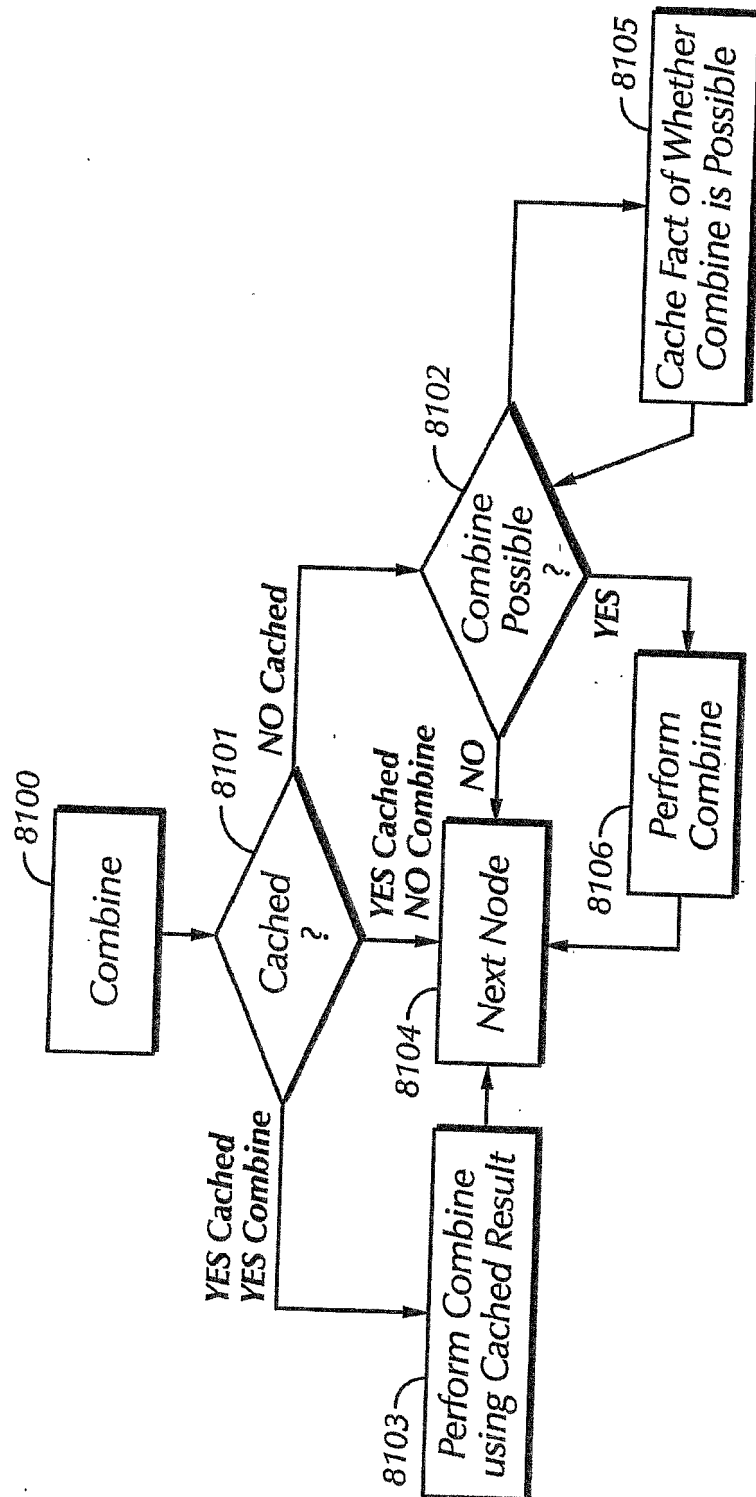 8100
Combine
8101
Cached
?
YES Cached
YES Combine
NO Cached
YES Cached
NO Combine
8102
Combine
Possible
?
NO
YES
8103
Perform Combine
using Cached Result
8104
Next Node
8105
Cache Fact of Whether
Combine is Possible
8106
Perform
Combine